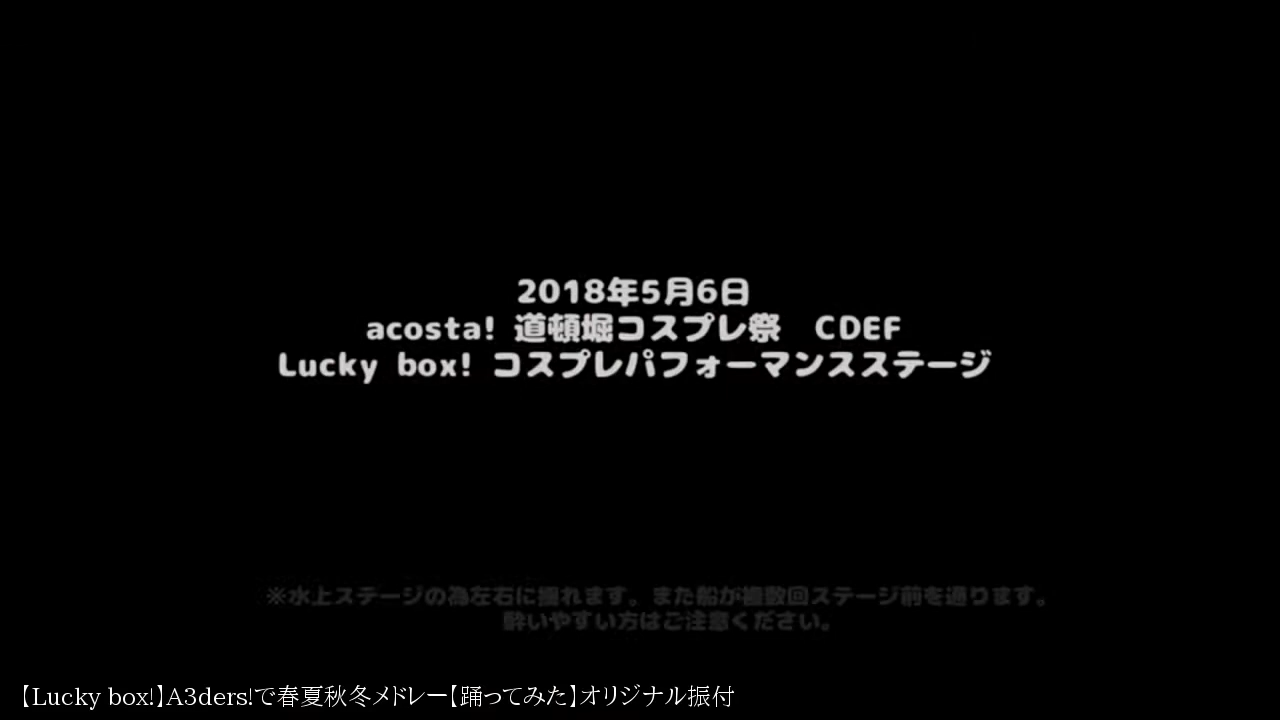 2018年5月6日
acosta! 道頓堀コスプレ祭　CDEF
Lucky box! コスプレパフォーマンスステージ
※水上ステージの為左右に揺れます。また船が複数回ステージ前を通ります。
酔いやすい方はご注意ください。
【Lucky box!】A3ders!で春夏秋冬メドレー【踊ってみた】オリジナル振付